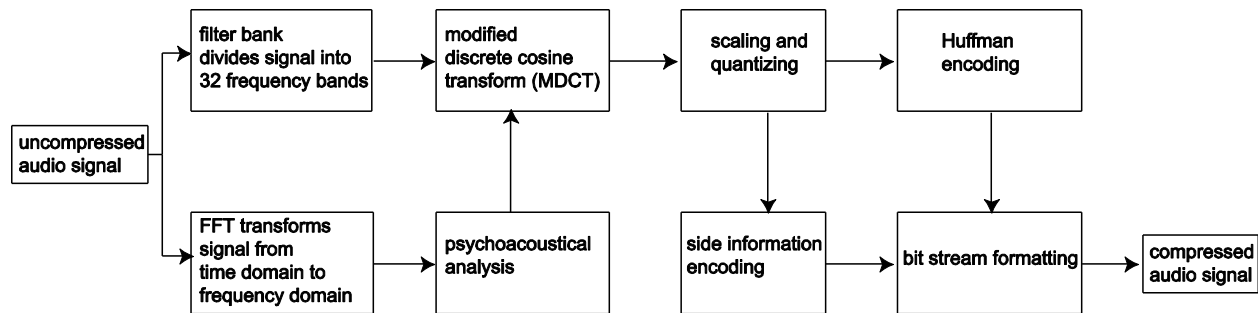 uncompressed
audio signal
filter bank
divides signal into
32 frequency bands
modified
discrete cosine
transform (MDCT)
scaling and
quantizing
Huffman
encoding
FFT transforms
signal from
time domain to
frequency domain
psychoacoustical
analysis
side information
encoding
bit stream formatting
compressed
audio signal